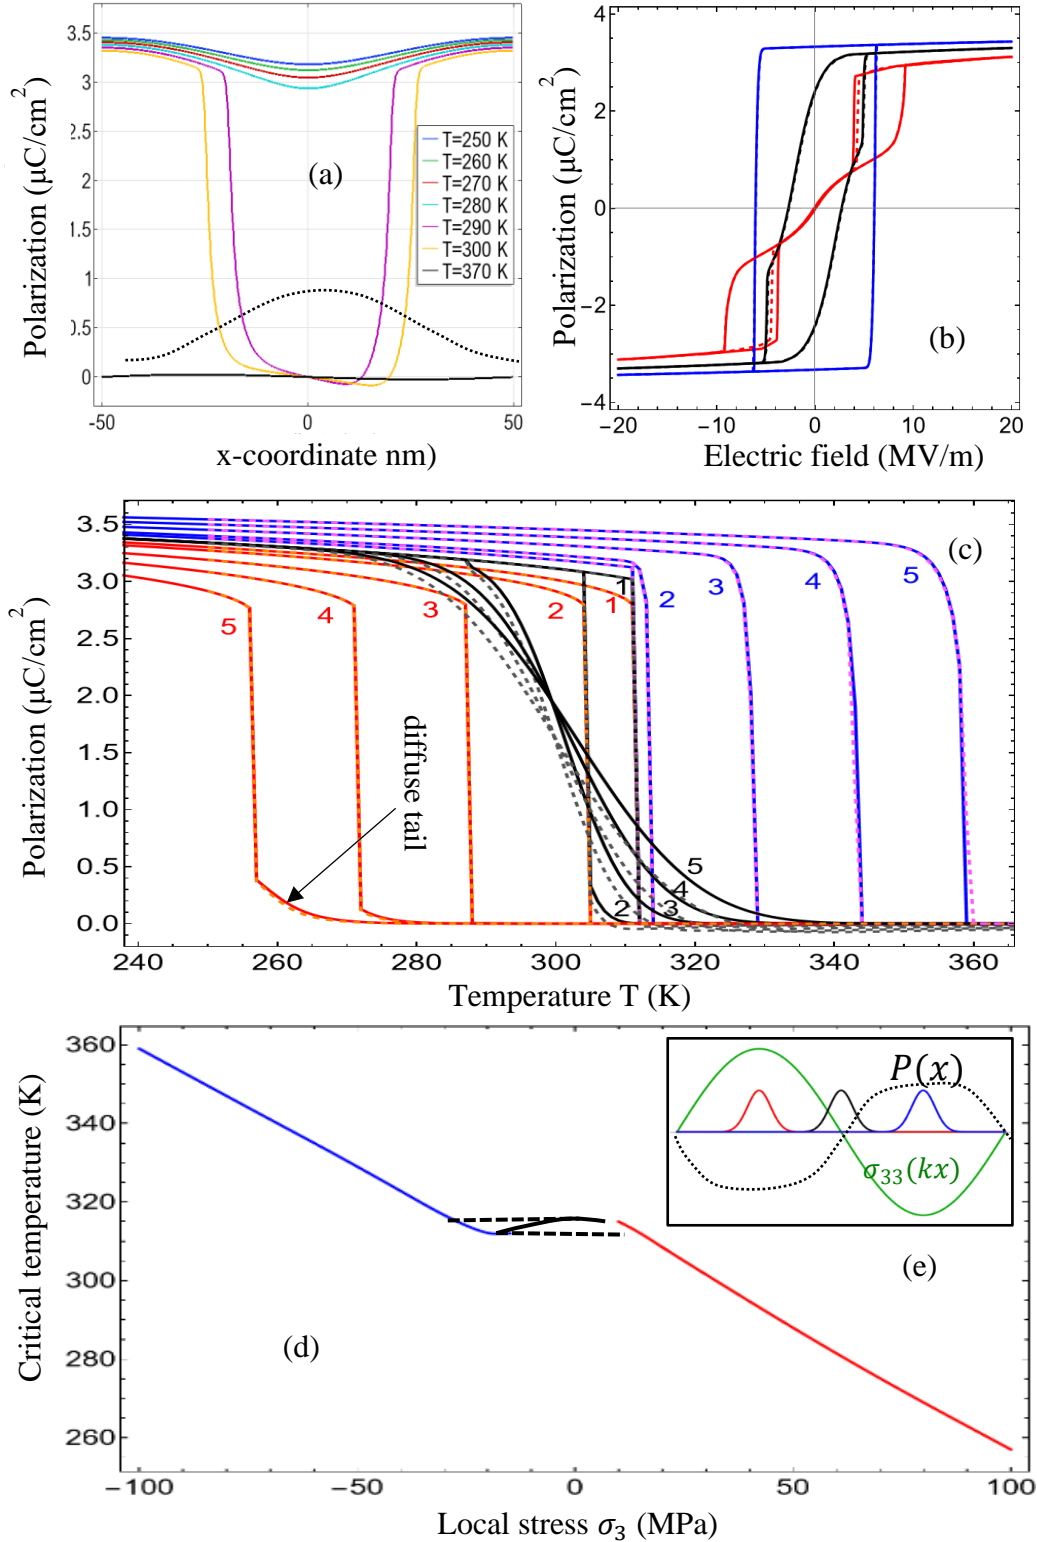 3.5
3
2.5
2
1.5
1
0.5
0
-50
0
50
Polarization (μC/cm²)
x-coordinate nm)
(a)
T=250 K
T=260 K
T=270 K
T=280 K
T=290 K
T=300 K
T=370 K
4
2
0
−2
−4
−20
−10
0
10
20
Polarization (μC/cm²)
Electric field (MV/m)
(b)
3.5
3.0
2.5
2.0
1.5
1.0
0.5
0.0
240
260
280
300
320
340
360
Polarization (μC/cm²)
Temperature T (K)
(c)
5
4
3
2
1
1
2
3
4
5
diffuse tail
5
4
3
2
360
340
320
300
280
260
−100
−50
0
50
100
Critical temperature (K)
Local stress σ₃ (MPa)
(d)
P(x)
σ₃₃(kx)
(e)